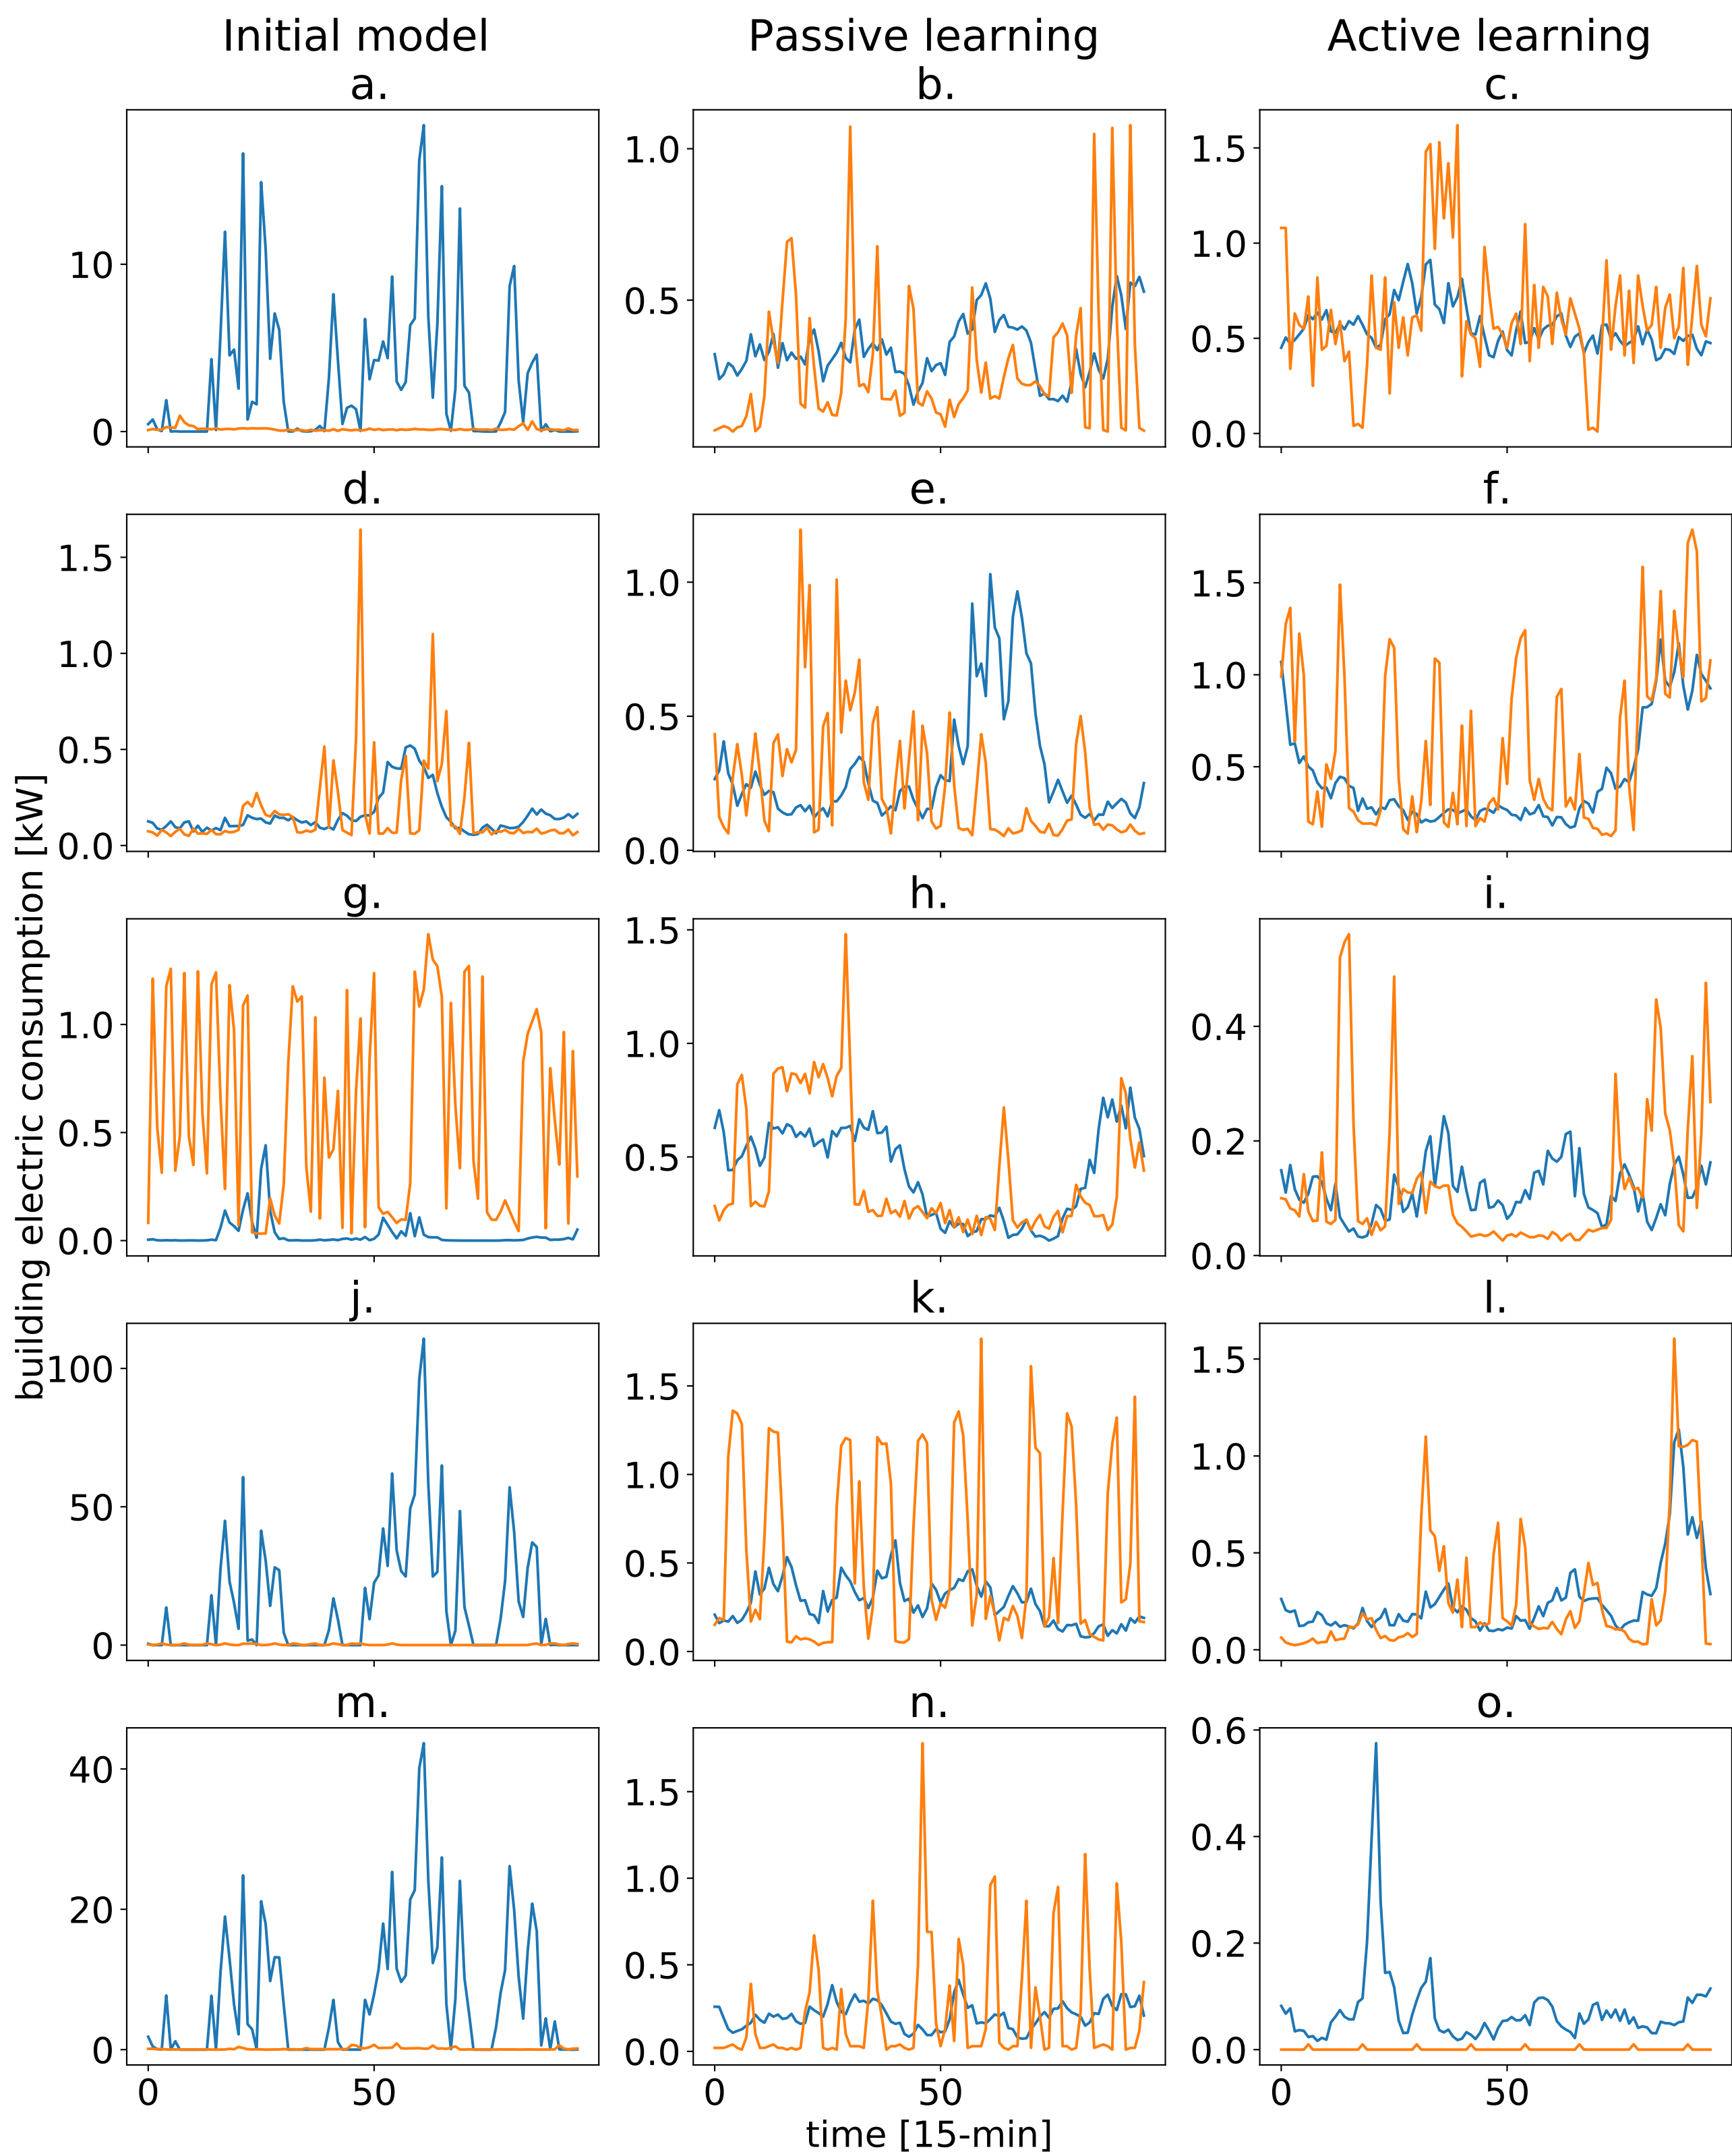 Initial model
Passive learning
Active learning
a.
b.
c.
10
0
1.0
0.5
1.5
1.0
0.5
0.0
d.
e.
f.
1.5
1.0
0.5
0.0
1.0
0.5
0.0
1.5
1.0
0.5
g.
h.
i.
1.0
0.5
0.0
1.5
1.0
0.5
0.4
0.2
0.0
building electric consumption [kW]
j.
k.
l.
100
50
0
1.5
1.0
0.5
0.0
1.5
1.0
0.5
0.0
m.
n.
o.
40
20
0
1.5
1.0
0.5
0.0
0.6
0.4
0.2
0.0
0
50
0
50
0
50
time [15-min]